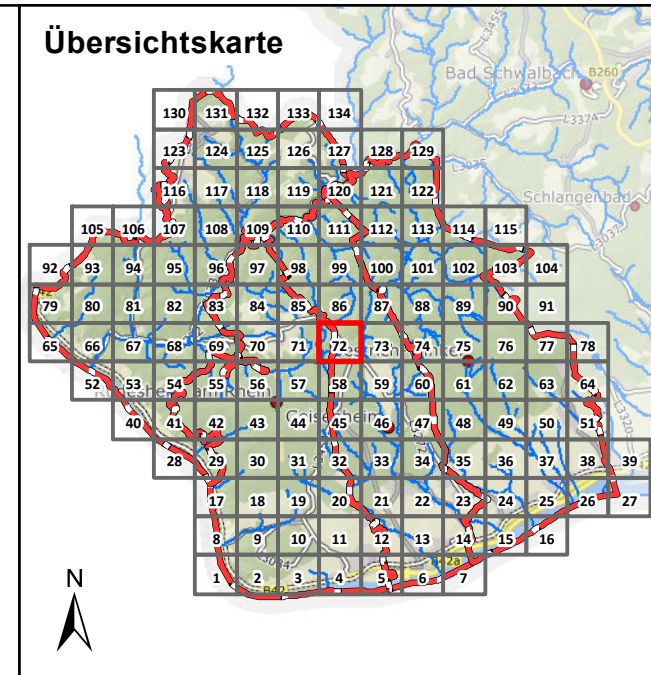 Übersichtskarte
Bad Schwalbach
B260
L3374
L3035
Schlangenbad
L3037
130 131 132 133 134
123 124 125 126 127 128 129
116 117 118 119 120 121 122
105 106 107 108 109 110 111 112 113 114 115
92 93 94 95 96 97 98 99 100 101 102 103 104
79 80 81 82 83 84 85 86 87 88 89 90 91
65 66 67 68 69 70 71 72 73 74 75 76 77 78
52 53 54 55 56 57 58 59 60 61 62 63 64
Geisenheim
40 41 42 43 44 45 46 47 48 49 50 51
L3320
28 29 30 31 32 33 34 35 36 37 38 39
17 18 19 20 21 22 23 24 25 26 27
8 9 10 11 12 13 14 15 16
L3034
B42a
1 2 3 4 5 6 7
B42
N